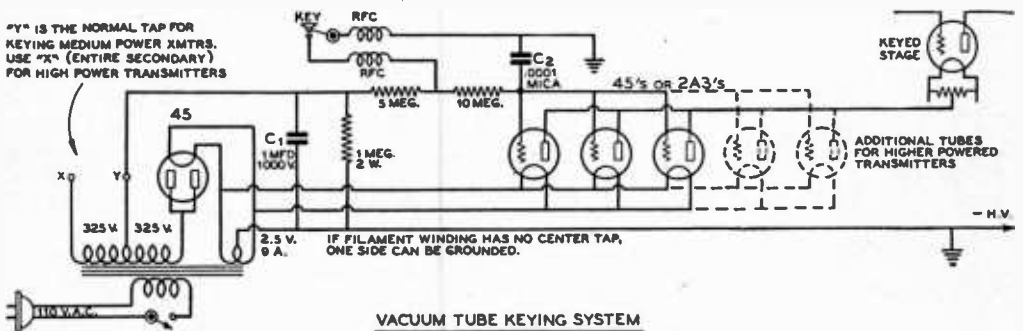 "Y" IS THE NORMAL TAP FOR
KEYING MEDIUM POWER XMTRS.
USE "X" (ENTIRE SECONDARY)
FOR HIGH POWER TRANSMITTERS
KEY
RFC
RFC
C2
.0001
MICA
KEYED
STAGE
45
C1
1 MFD
1000 V.
5 MEG.
10 MEG.
45'S OR 2A3'S
1 MEG.
2 W.
ADDITIONAL TUBES
FOR HIGHER POWERED
TRANSMITTERS
X
Y
325 V.
325 V.
2.5 V.
9 A.
IF FILAMENT WINDING HAS NO CENTER TAP,
ONE SIDE CAN BE GROUNDED.
- H.V.
110 V.A.C.
VACUUM TUBE KEYING SYSTEM